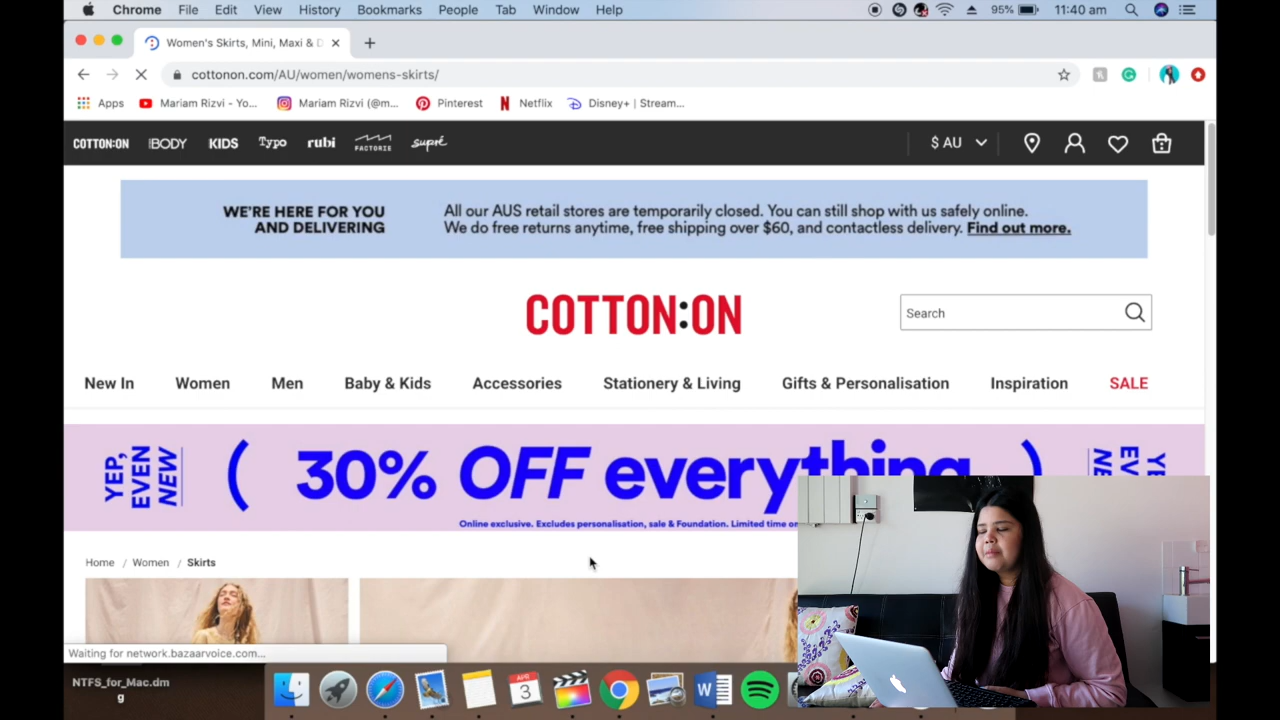 Chrome File Edit View History Bookmarks People Tab Window Help 95% 11:40 am
Women's Skirts, Mini, Maxi & D
cottonon.com/AU/women/womens-skirts/
Apps Mariam Rizvi - Yo... Mariam Rizvi (@m... Pinterest Netflix Disney+ | Stream...
COTTON:ON BODY KIDS Typo rubi FACTORIE supré $ AU
WE'RE HERE FOR YOU
AND DELIVERING
All our AUS retail stores are temporarily closed. You can still shop with us safely online.
We do free returns anytime, free shipping over $60, and contactless delivery. Find out more.
COTTON:ON
Search
New In Women Men Baby & Kids Accessories Stationery & Living Gifts & Personalisation Inspiration SALE
YEP,
EVEN
NEW
( 30% OFF everything )
Online exclusive. Excludes personalisation, sale & Foundation. Limited time
Home / Women / Skirts
Waiting for network.bazaarvoice.com...
NTFS_for_Mac.dm
g
APR
3
W